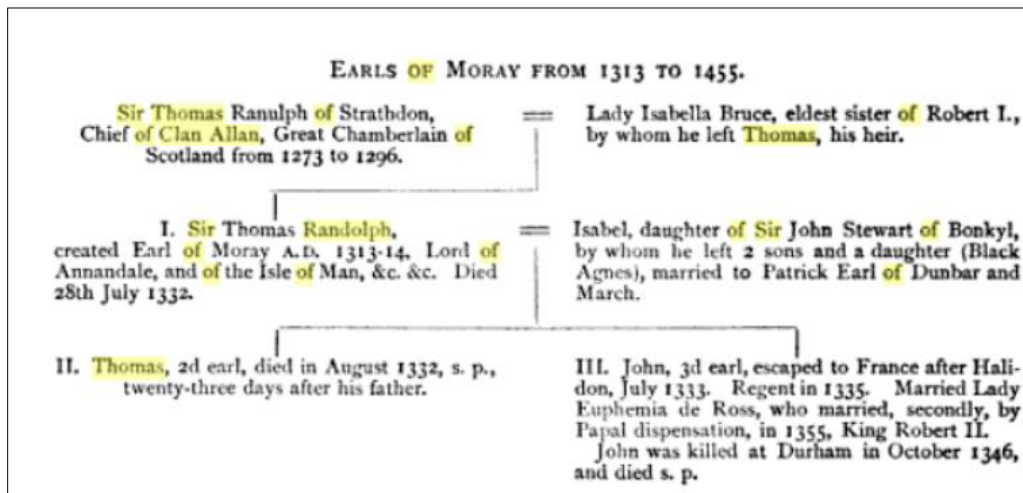 EARLS OF MORAY FROM 1313 TO 1455.
Sir Thomas Ranulph of Strathdon,
Chief of Clan Allan, Great Chamberlain of
Scotland from 1273 to 1296.
=
Lady Isabella Bruce, eldest sister of Robert I.,
by whom he left Thomas, his heir.
I. Sir Thomas Randolph,
created Earl of Moray A.D. 1313-14, Lord of
Annandale, and of the Isle of Man, &c. &c. Died
28th July 1332.
=
Isabel, daughter of Sir John Stewart of Bonkyl,
by whom he left 2 sons and a daughter (Black
Agnes), married to Patrick Earl of Dunbar and
March.
II. Thomas, 2d earl, died in August 1332, s. p.,
twenty-three days after his father.
III. John, 3d earl, escaped to France after Hali-
don, July 1333. Regent in 1335. Married Lady
Euphemia de Ross, who married, secondly, by
Papal dispensation, in 1355, King Robert II.
John was killed at Durham in October 1346,
and died s. p.